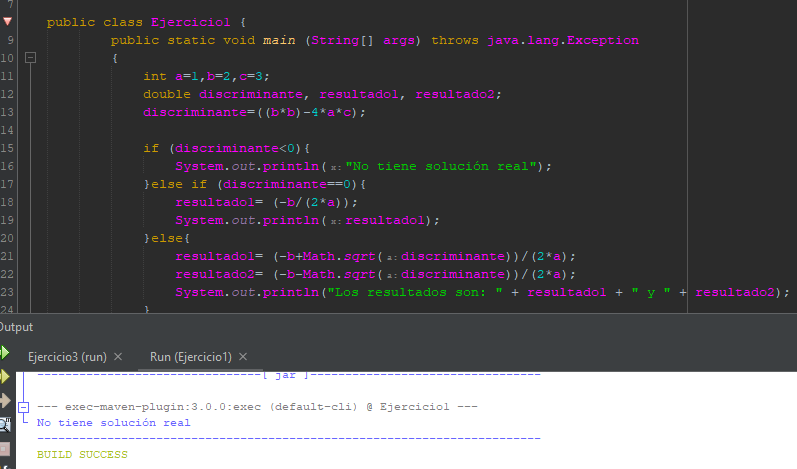 7
public class Ejercicio1 {
9 public static void main (String[] args) throws java.lang.Exception
10 {
11 int a=1,b=2,c=3;
12 double discriminante, resultado1, resultado2;
13 discriminante=((b*b)-4*a*c);
14
15 if (discriminante<0){
16 System.out.println(x:"No tiene solución real");
17 }else if (discriminante==0){
18 resultado1= (-b/(2*a));
19 System.out.println(x:resultado1);
20 }else{
21 resultado1= (-b+Math.sqrt(a:discriminante))/(2*a);
22 resultado2= (-b-Math.sqrt(a:discriminante))/(2*a);
23 System.out.println("Los resultados son: " + resultado1 + " y " + resultado2);
24 }
Output
Ejercicio3 (run) × Run (Ejercicio1) ×
-------------------------------[ jar ]--------------------------------
--- exec-maven-plugin:3.0.0:exec (default-cli) @ Ejercicio1 ---
No tiene solución real
------------------------------------------------------------------------
BUILD SUCCESS